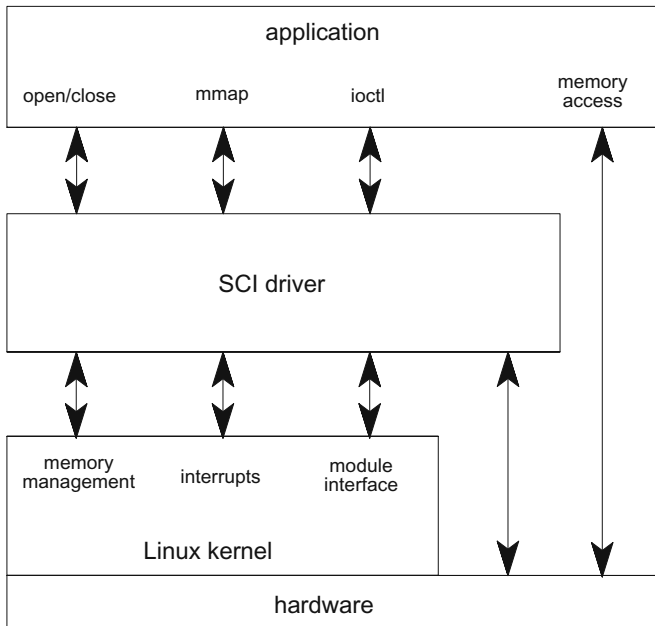 application
open/close
mmap
ioctl
memory
access
SCI driver
memory
management
interrupts
module
interface
Linux kernel
hardware